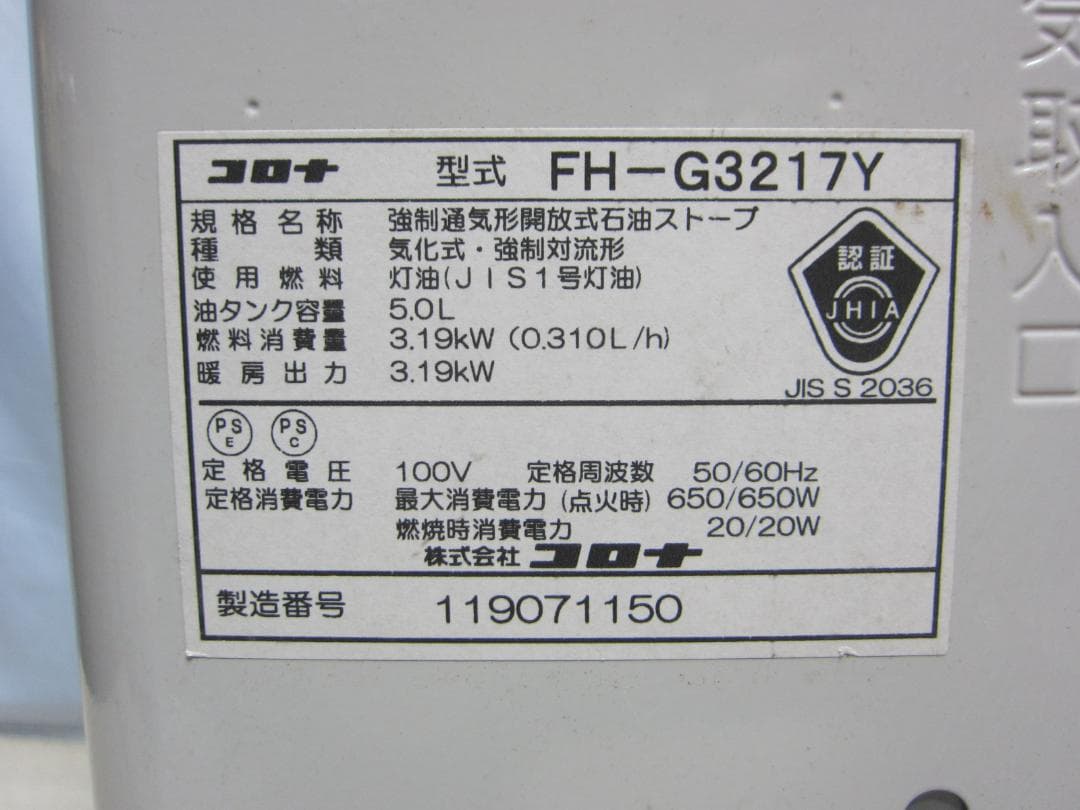 コロナ 型式 FH-G3217Y
規格名称 強制通気形開放式石油ストーブ
種類 気化式・強制対流形
使用燃料 灯油(JIS1号灯油)
油タンク容量 5.0L
燃料消費量 3.19kW (0.310L/h)
暖房出力 3.19kW
認証
JHIA
JIS S 2036
PS E PS C
定格電圧 100V 定格周波数 50/60Hz
定格消費電力 最大消費電力 (点火時) 650/650W
燃焼時消費電力 20/20W
株式会社 コロナ
製造番号 119071150
気取入口